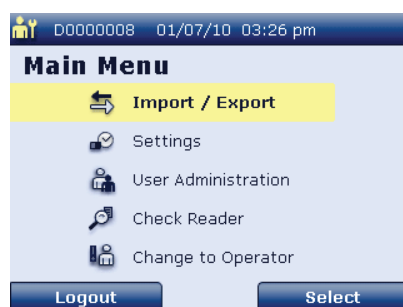 D0000008 01/07/10 03:26 pm
Main Menu
Import / Export
Settings
User Administration
Check Reader
Change to Operator
Logout Select